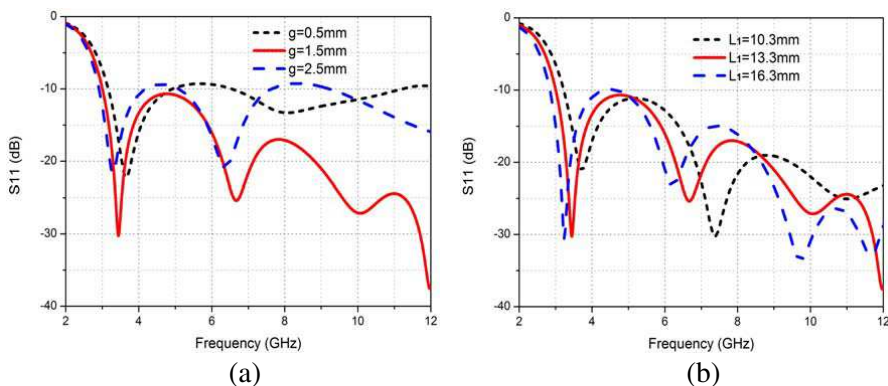 0
-10
-20
-30
-40
S11 (dB)
g=0.5mm
g=1.5mm
g=2.5mm
2 4 6 8 10 12
Frequency (GHz)
(a)
0
-10
-20
-30
-40
S11 (dB)
L₁=10.3mm
L₁=13.3mm
L₁=16.3mm
2 4 6 8 10 12
Frequency (GHz)
(b)